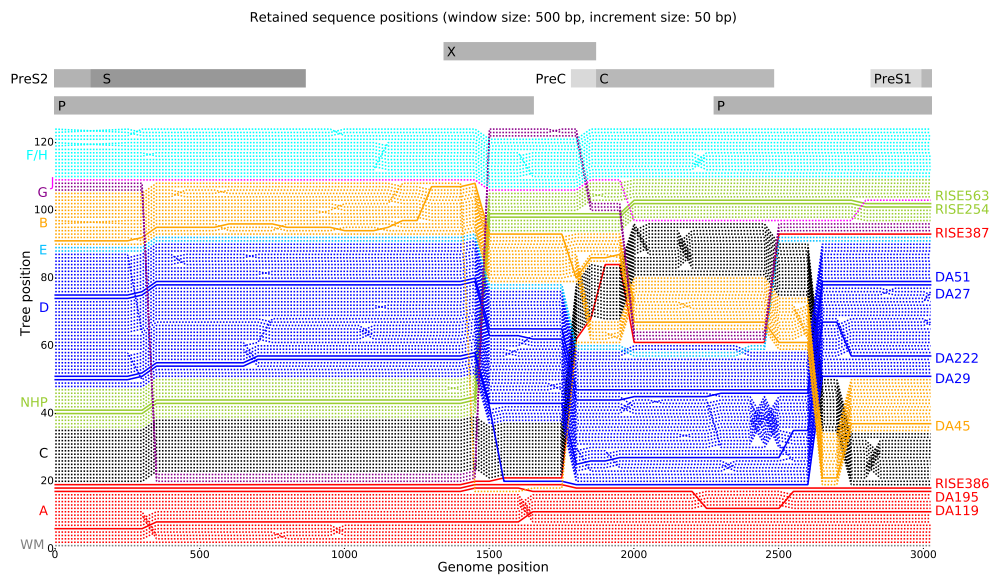 Retained sequence positions (window size: 500 bp, increment size: 50 bp)
X
PreS2 S PreC C PreS1
P P
120
F/H
J
G
RISE563
RISE254
100
B
RISE387
E
80
DA51
DA27
D
60
DA222
DA29
NHP
40
DA45
C
20
RISE386
DA195
A
DA119
WM
0
Tree position
0 500 1000 1500 2000 2500 3000
Genome position